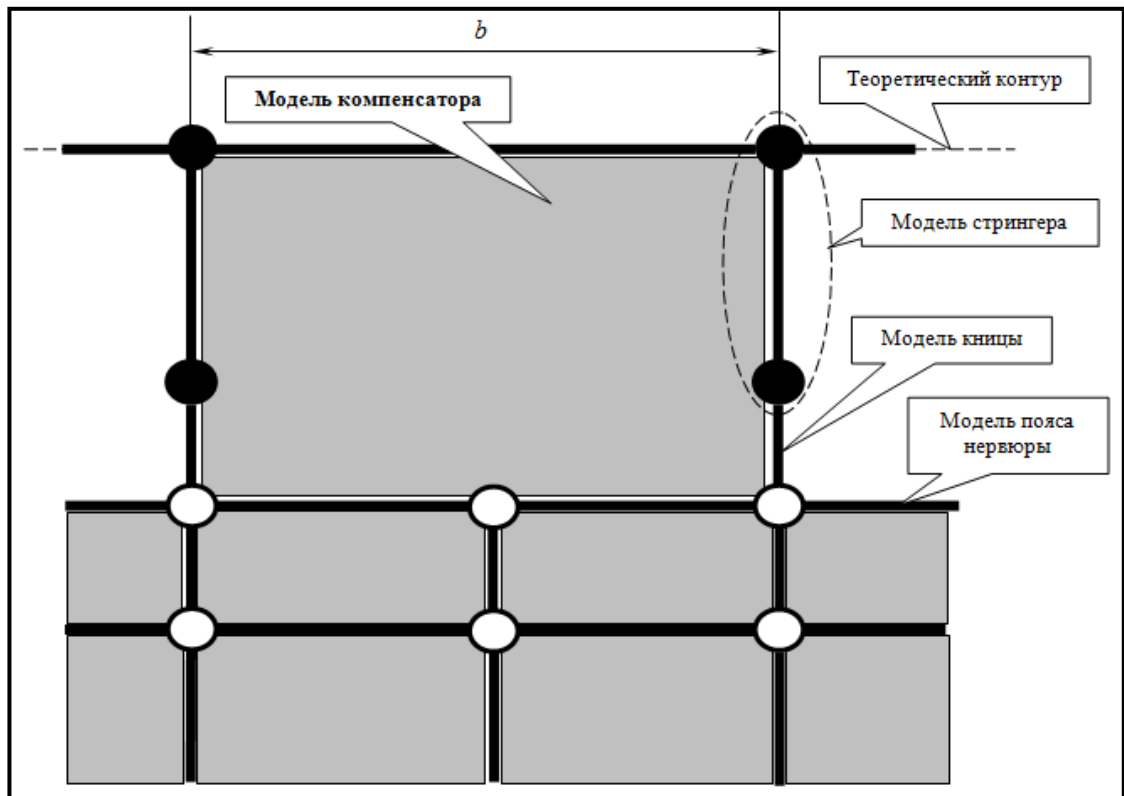 b
Модель компенсатора
Теоретический контур
Модель стрингера
Модель кницы
Модель пояса
нервюры